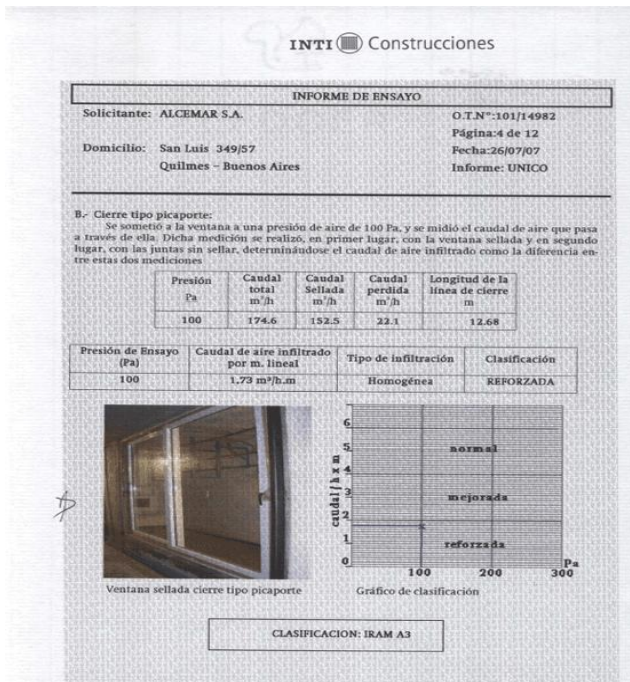 INTI Construcciones
INFORME DE ENSAYO
Solicitante: ALCEMAR S.A.
O.T.N°:101/14982
Página:4 de 12
Domicilio: San Luis 349/57
Fecha:26/07/07
Quilmes – Buenos Aires
Informe: UNICO
B.- Cierre tipo picaporte:
Se sometió a la ventana a una presión de aire de 100 Pa, y se midió el caudal de aire que pasa
a través de ella. Dicha medición se realizó, en primer lugar, con la ventana sellada y en segundo
lugar, con las juntas sin sellar, determinándose el caudal de aire infiltrado como la diferencia en-
tre estas dos mediciones
Presión Pa Caudal total m³/h Caudal Sellada m³/h Caudal perdida m³/h Longitud de la línea de cierre m
100 174.6 152.5 22.1 12.68
Presión de Ensayo (Pa) Caudal de aire infiltrado por m. lineal Tipo de infiltración Clasificación
100 1,73 m³/h.m Homogénea REFORZADA
caudal / h x m
6
5
4
3
2
1
0
normal
mejorada
reforzada
Pa
100 200 300
Ventana sellada cierre tipo picaporte
Gráfico de clasificación
CLASIFICACION: IRAM A3